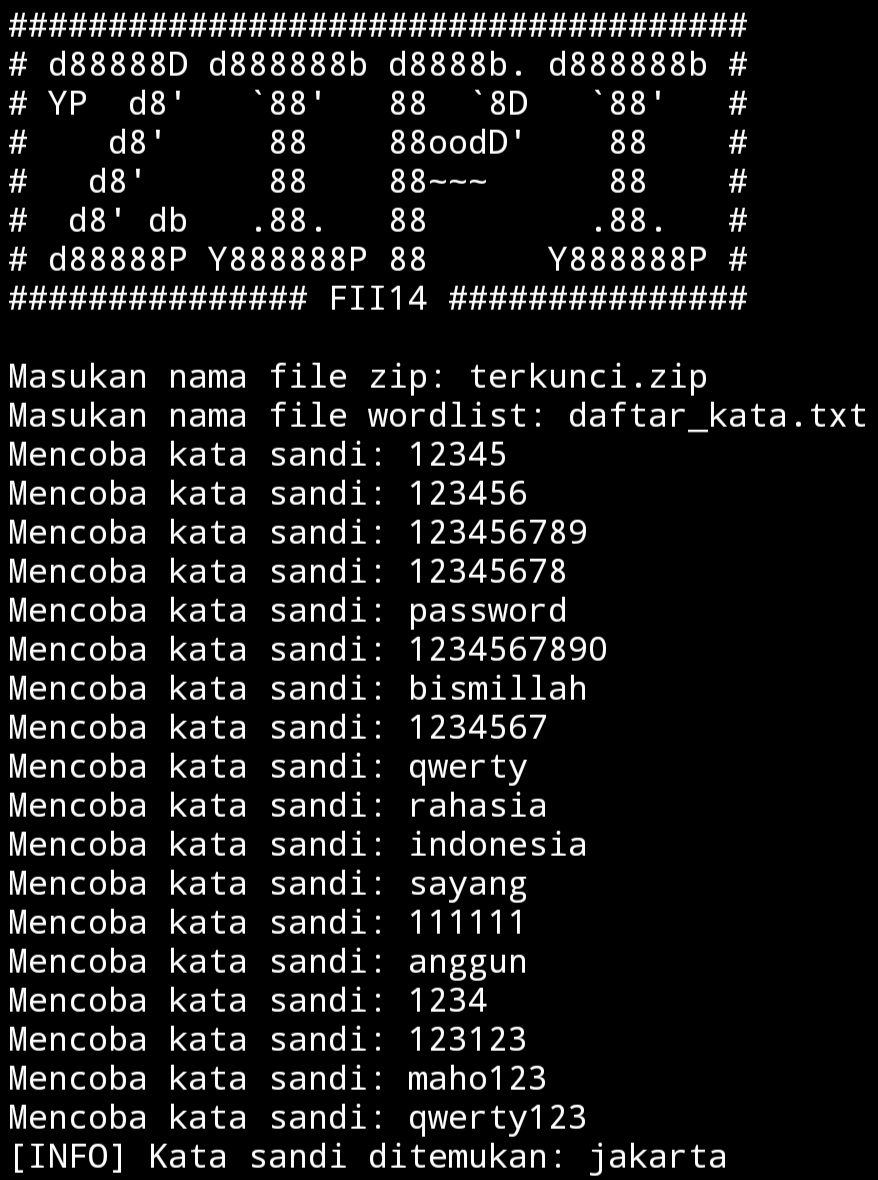 #####################################
# d88888D d888888b d8888b. d888888b #
# YP  d8'   `88'   88  `8D   `88'   #
#    d8'     88    88oodD'    88    #
#   d8'      88    88~~~      88    #
#  d8' db   .88.   88        .88.   #
# d88888P Y888888P 88      Y888888P #
############### FII14 ###############

Masukan nama file zip: terkunci.zip
Masukan nama file wordlist: daftar_kata.txt
Mencoba kata sandi: 12345
Mencoba kata sandi: 123456
Mencoba kata sandi: 123456789
Mencoba kata sandi: 12345678
Mencoba kata sandi: password
Mencoba kata sandi: 1234567890
Mencoba kata sandi: bismillah
Mencoba kata sandi: 1234567
Mencoba kata sandi: qwerty
Mencoba kata sandi: rahasia
Mencoba kata sandi: indonesia
Mencoba kata sandi: sayang
Mencoba kata sandi: 111111
Mencoba kata sandi: anggun
Mencoba kata sandi: 1234
Mencoba kata sandi: 123123
Mencoba kata sandi: maho123
Mencoba kata sandi: qwerty123
[INFO] Kata sandi ditemukan: jakarta